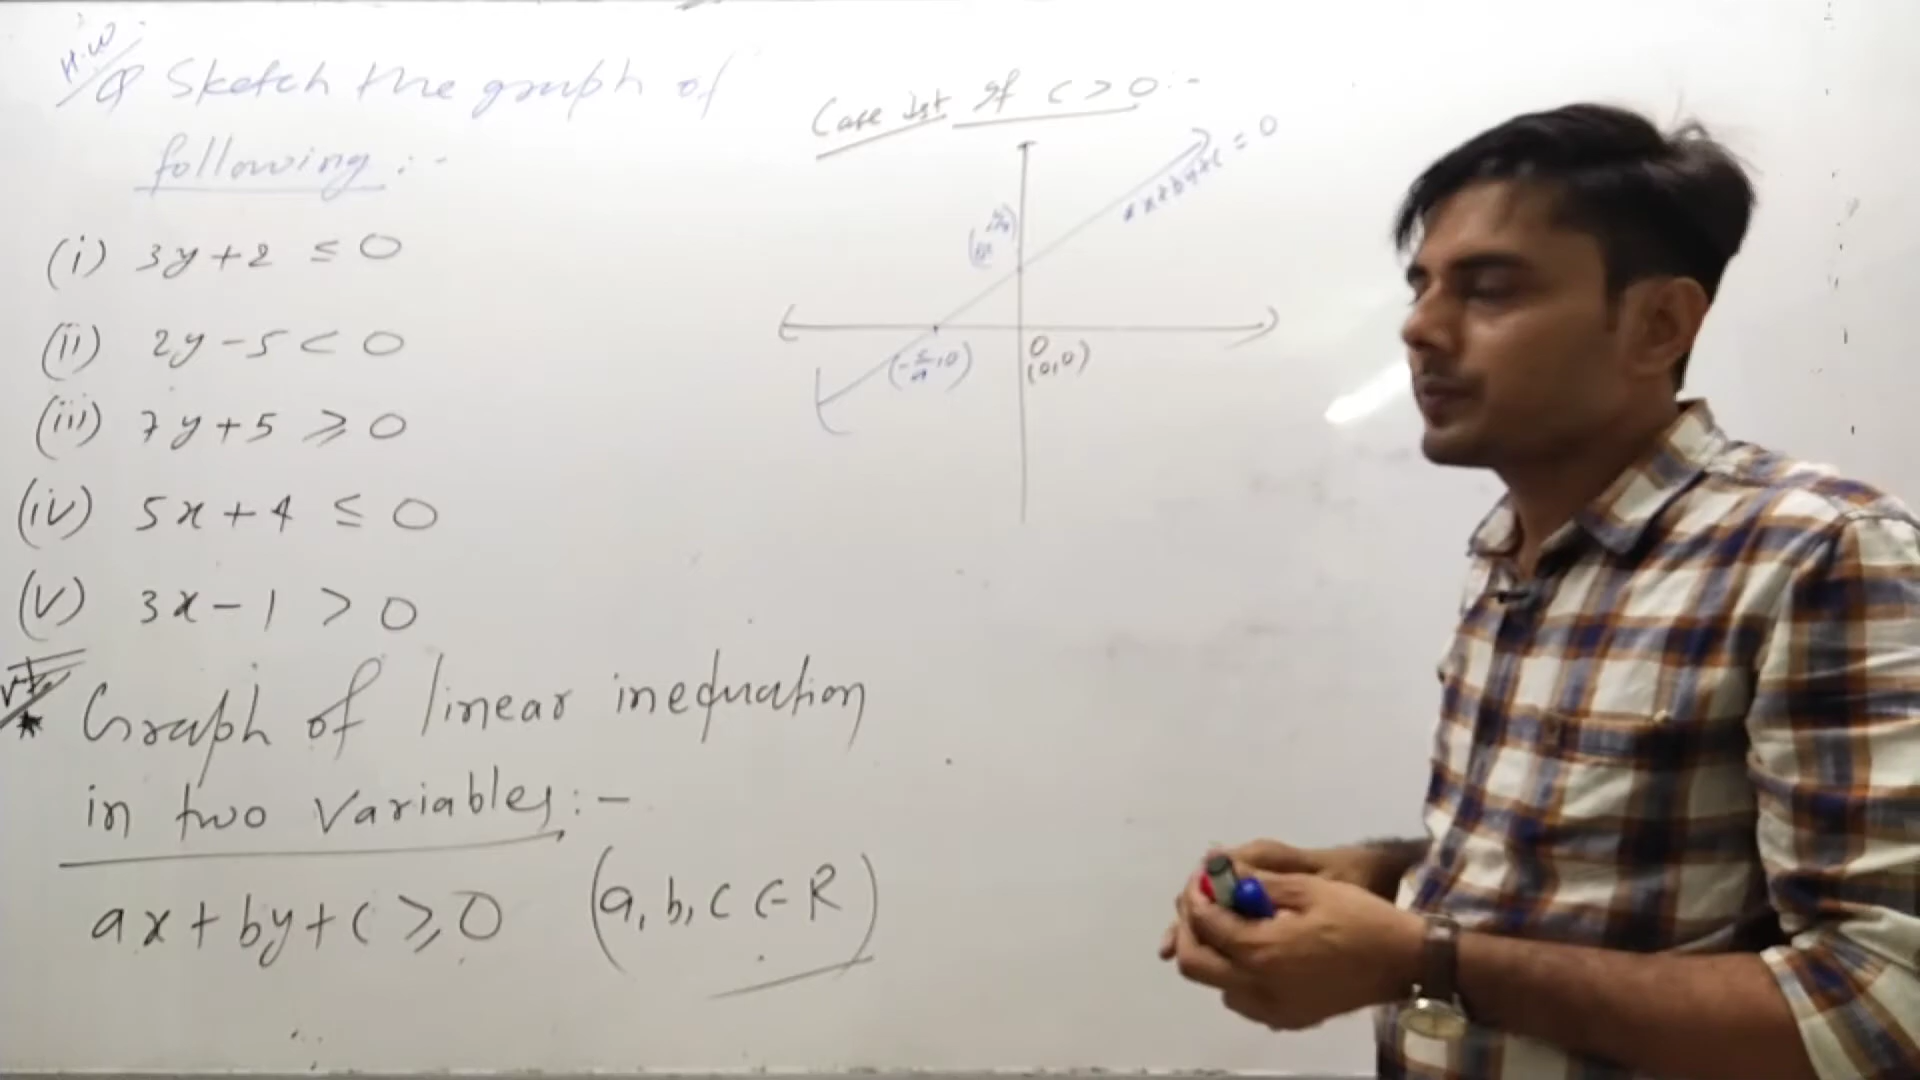 H.W
Q Sketch the graph of
following :-
(i) 3y+2 ≤ 0
(ii) 2y-5 < 0
(iii) 7y+5 ≥ 0
(iv) 5x+4 ≤ 0
(v) 3x-1 > 0
* Graph of linear inequation
in two variables:-
ax+by+c ≥ 0 (a, b, c ∈ R)
Case Ist If c > 0 :-
ax+by+c = 0
(-c/a, 0)
O
(0,0)